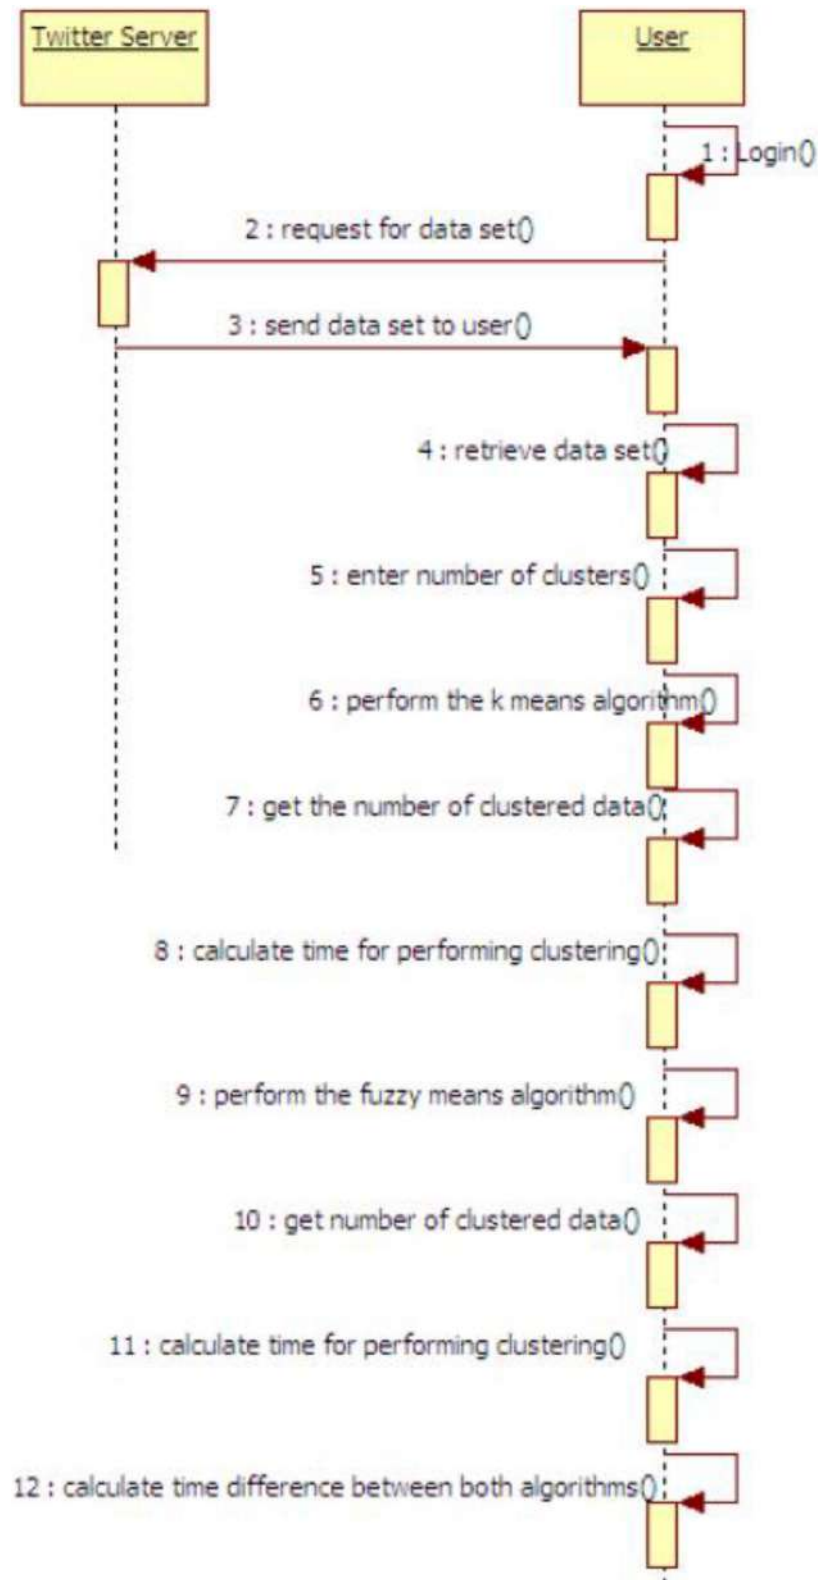 Twitter Server
User
1 : Login()
2 : request for data set()
3 : send data set to user()
4 : retrieve data set()
5 : enter number of clusters()
6 : perform the k means algorithm()
7 : get the number of clustered data()
8 : calculate time for performing clustering()
9 : perform the fuzzy means algorithm()
10 : get number of clustered data()
11 : calculate time for performing clustering()
12 : calculate time difference between both algorithms()